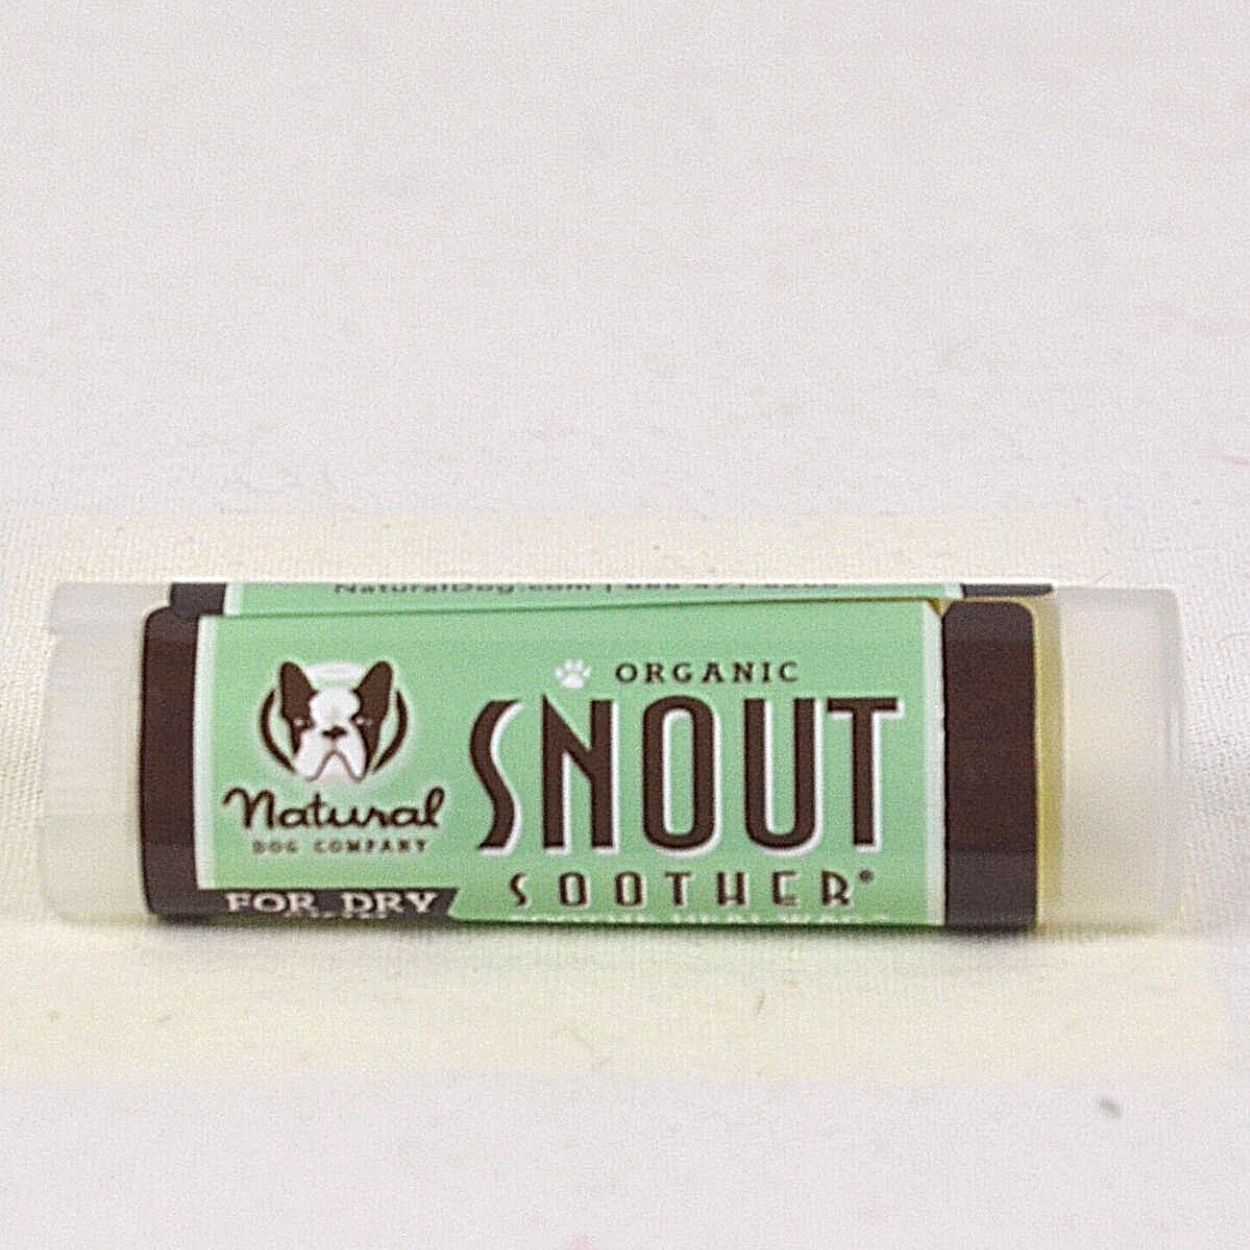 NaturalDog.com |
ORGANIC
SNOUT
SOOTHER®
Natural
DOG COMPANY
FOR DRY